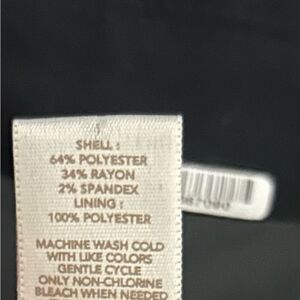 SHELL :
64% POLYESTER
34% RAYON
2% SPANDEX
LINING :
100% POLYESTER
MACHINE WASH COLD
WITH LIKE COLORS
GENTLE CYCLE
ONLY NON-CHLORINE
BLEACH WHEN NEEDED